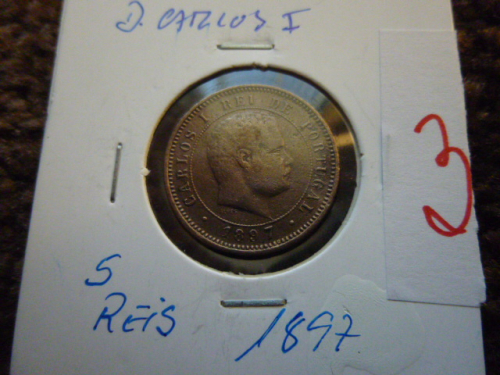 D. CARLOS I
CARLOS I REI DE PORTUGAL
1897
3
5
REIS
1897